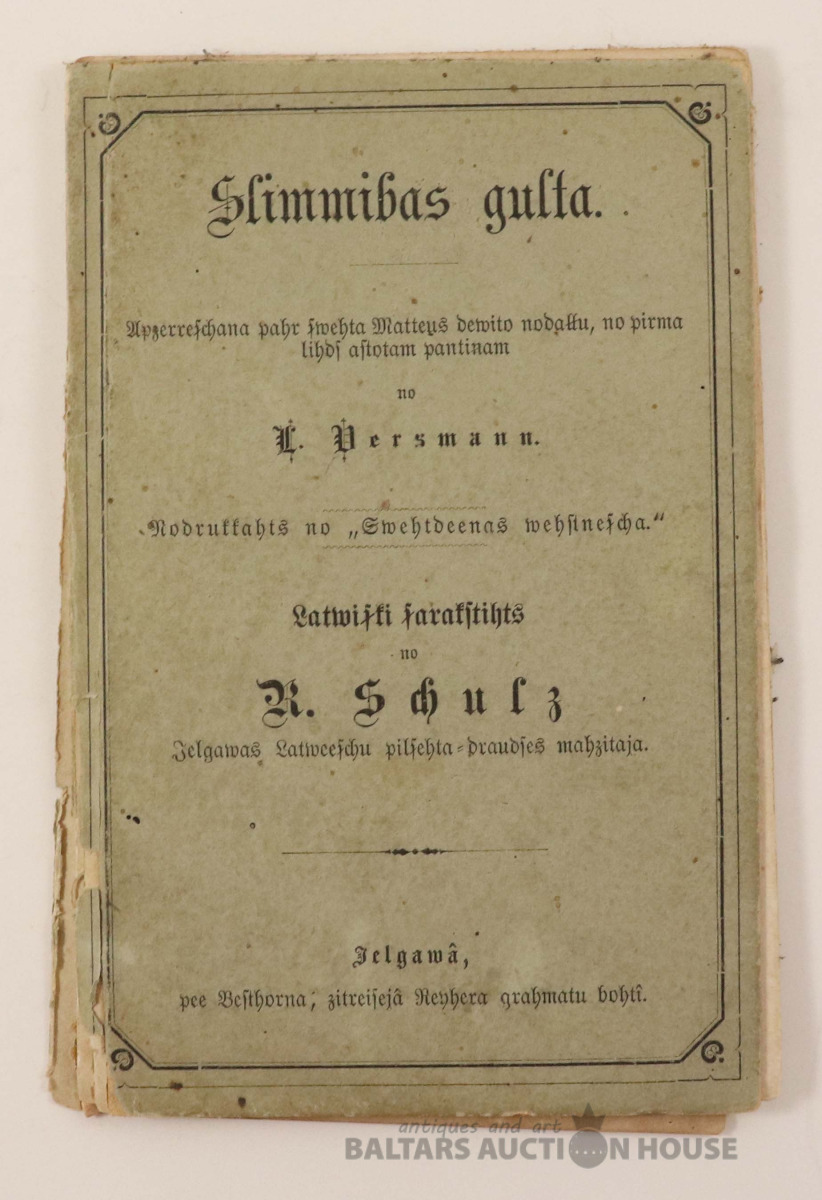 Slimmibas gulta.
Apzerreschana pahr swehta Matteus dewito nodaļļu, no pirma
lihds astotam pantinam
no
L. Persmann.
Nodrukkahts no „Swehtdeenas wehstnescha.“
Latwiski sarakstihts
no
R. Schulz
Jelgawas Latweeschu pilsehta-draudses mahzitaja.
Jelgawâ,
pee Besthorna, zitreisejâ Reyhera grahmatu bohtî.
antiques and art
BALTARS AUCTION HOUSE